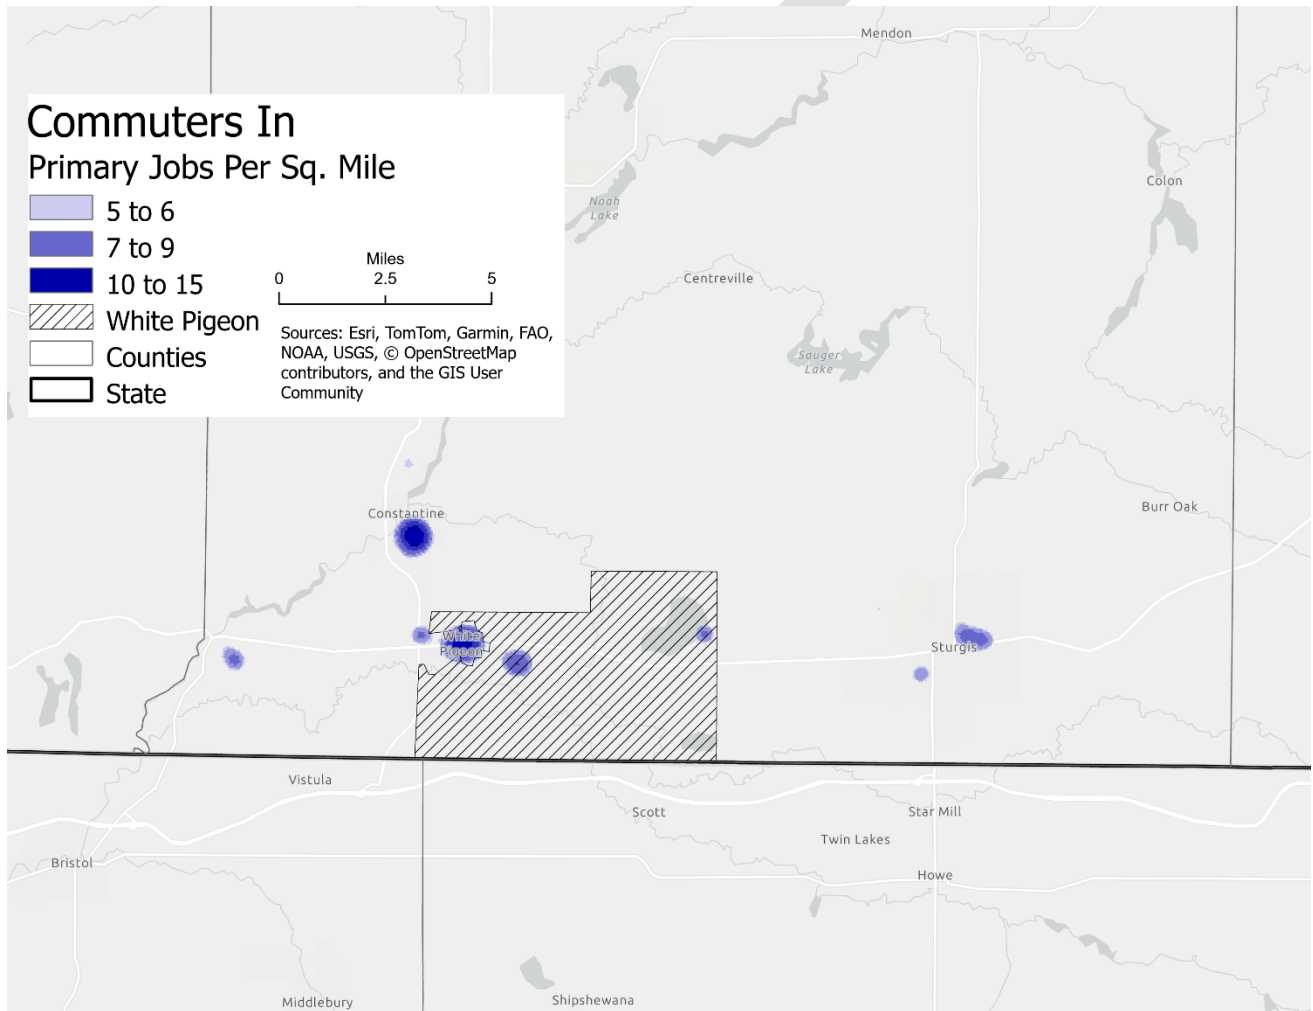 Mendon
Commuters In
Primary Jobs Per Sq. Mile
5 to 6
7 to 9
10 to 15
White Pigeon
Counties
State
Miles
0 2.5 5
Sources: Esri, TomTom, Garmin, FAO,
NOAA, USGS, © OpenStreetMap
contributors, and the GIS User
Community
Noah
Lake
Colon
Centreville
Sauger
Lake
Constantine
Burr Oak
White
Pigeon
Sturgis
Vistula
Scott
Star Mill
Twin Lakes
Bristol
Howe
Middlebury
Shipshewana